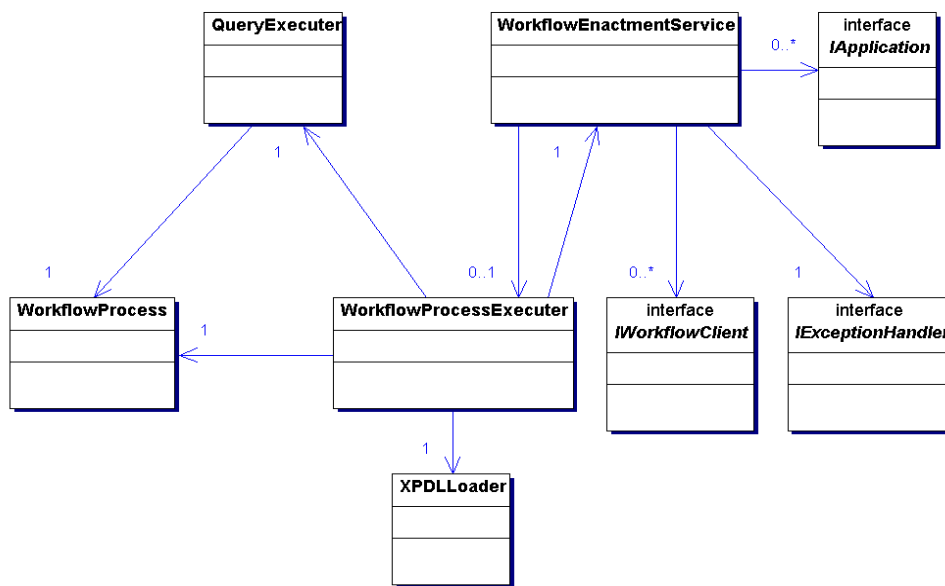 QueryExecuter
WorkflowEnactmentService
interface
IApplication
0..*
1
1
1
0..1
0..*
1
WorkflowProcess
1
WorkflowProcessExecuter
interface
IWorkflowClient
interface
IExceptionHandler
1
XPDLLoader